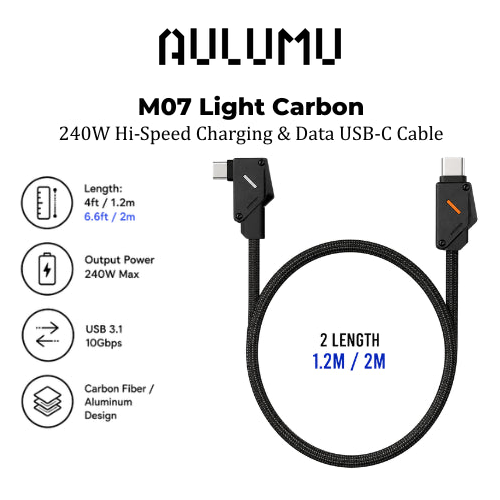 AULUMU
M07 Light Carbon
240W Hi-Speed Charging & Data USB-C Cable
Length:
4ft / 1.2m
6.6ft / 2m
Output Power
240W Max
USB 3.1
10Gbps
Carbon Fiber /
Aluminum
Design
2 LENGTH
1.2M / 2M